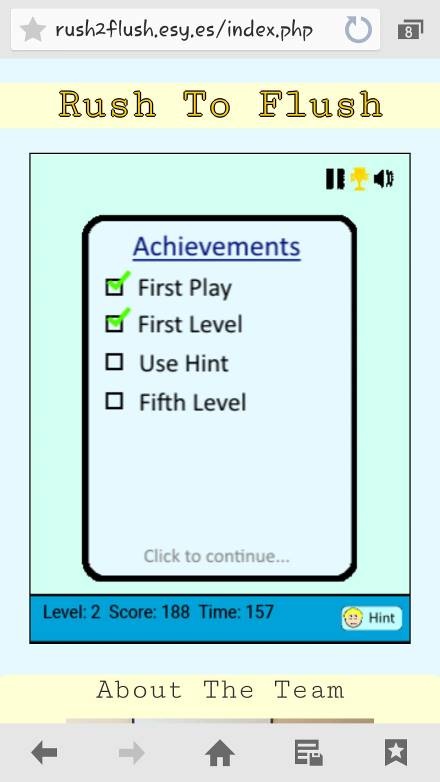 rush2flush.esy.es/index.php
8
Rush To Flush
Achievements
First Play
First Level
Use Hint
Fifth Level
Click to continue...
Level: 2 Score: 188 Time: 157
Hint
About The Team